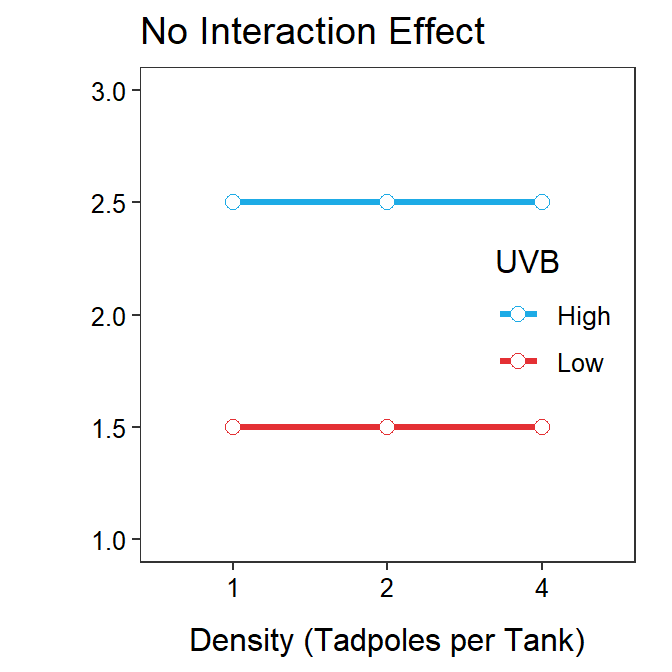 No Interaction Effect
3.0
2.5
2.0
1.5
1.0
UVB
High
Low
1 2 4
Density (Tadpoles per Tank)